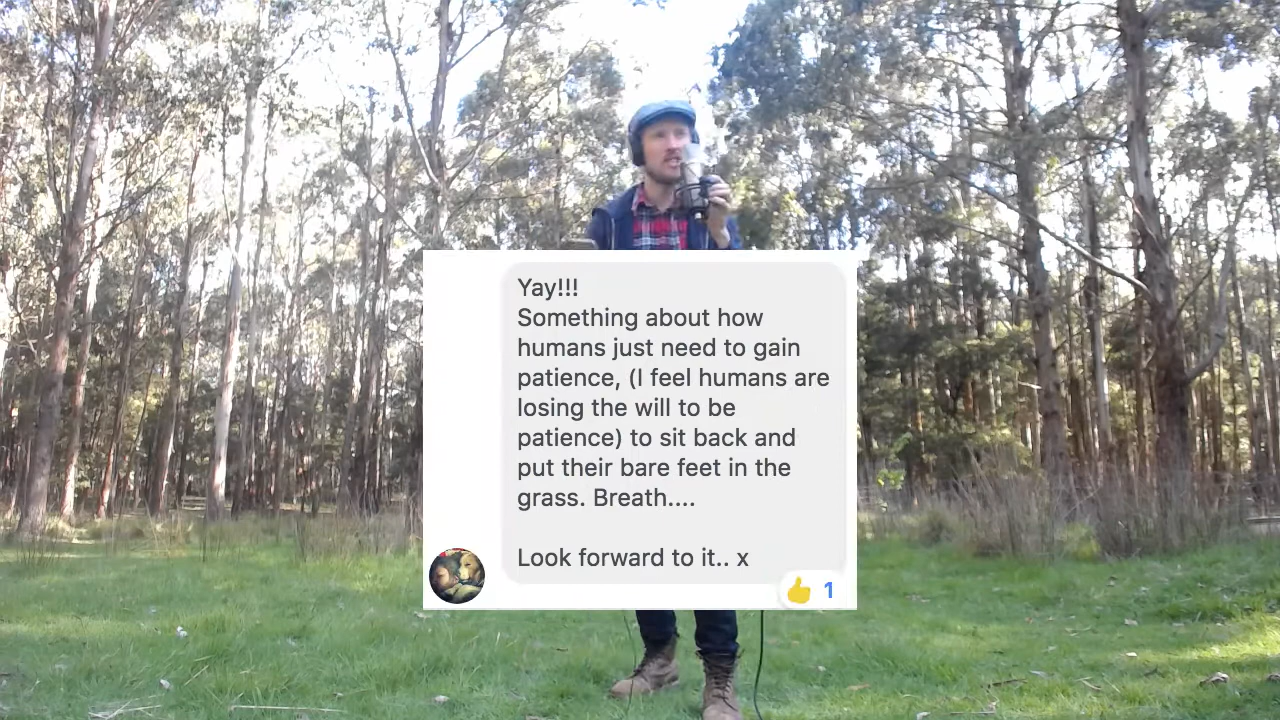 Yay!!!
Something about how
humans just need to gain
patience, (I feel humans are
losing the will to be
patience) to sit back and
put their bare feet in the
grass. Breath....
Look forward to it.. x
1